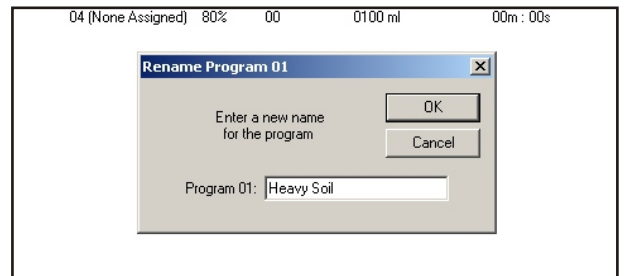 04 (None Assigned) 80% 00 0100 ml 00m : 00s
Rename Program 01
Enter a new name
for the program
OK
Cancel
Program 01: Heavy Soil